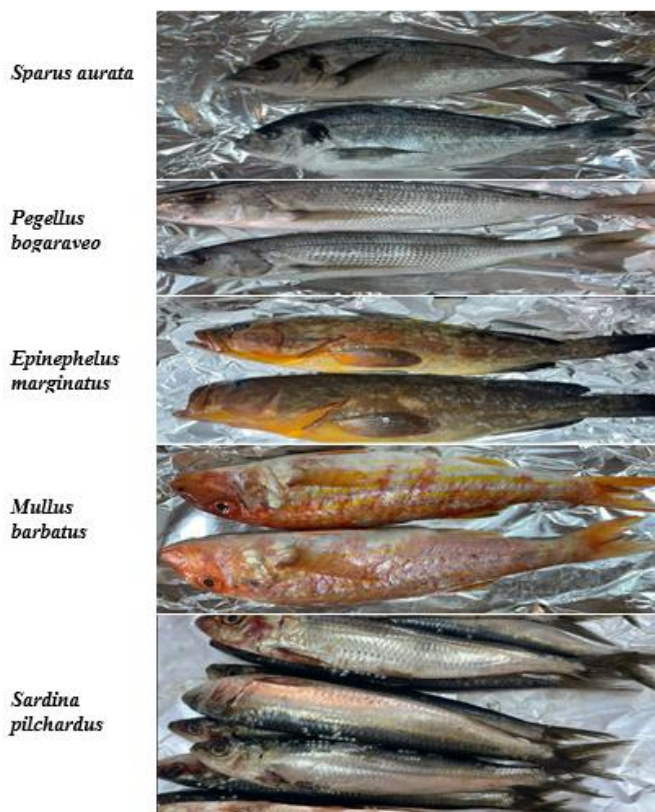 Sparus aurata
Pegellus
bogaraveo
Epinephelus
marginatus
Mullus
barbatus
Sardina
pilchardus